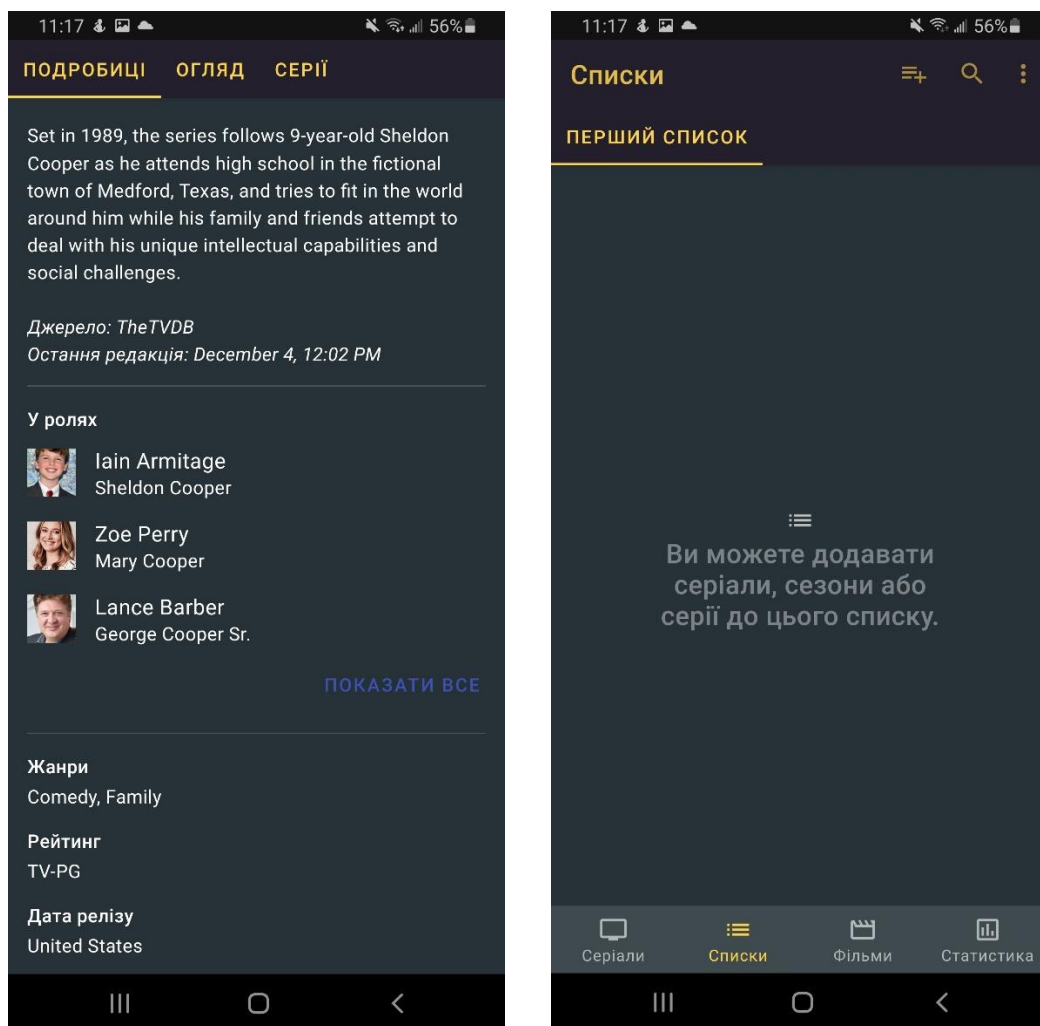 11:17 56%
ПОДРОБИЦІ ОГЛЯД СЕРІЇ
Set in 1989, the series follows 9-year-old Sheldon
Cooper as he attends high school in the fictional
town of Medford, Texas, and tries to fit in the world
around him while his family and friends attempt to
deal with his unique intellectual capabilities and
social challenges.
Джерело: TheTVDB
Остання редакція: December 4, 12:02 PM
У ролях
Iain Armitage
Sheldon Cooper
Zoe Perry
Mary Cooper
Lance Barber
George Cooper Sr.
ПОКАЗАТИ ВСЕ
Жанри
Comedy, Family
Рейтинг
TV-PG
Дата релізу
United States
11:17 56%
Списки
ПЕРШИЙ СПИСОК
Ви можете додавати
серіали, сезони або
серії до цього списку.
Серіали Списки Фільми Статистика